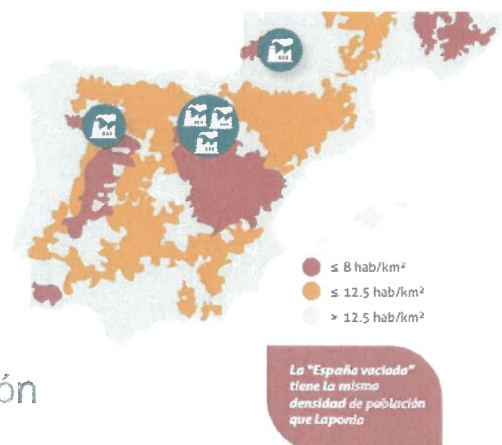 ≤ 8 hab/km²
≤ 12.5 hab/km²
> 12.5 hab/km²
La "España vaciada"
tiene la misma
densidad de población
que Laponia
ón